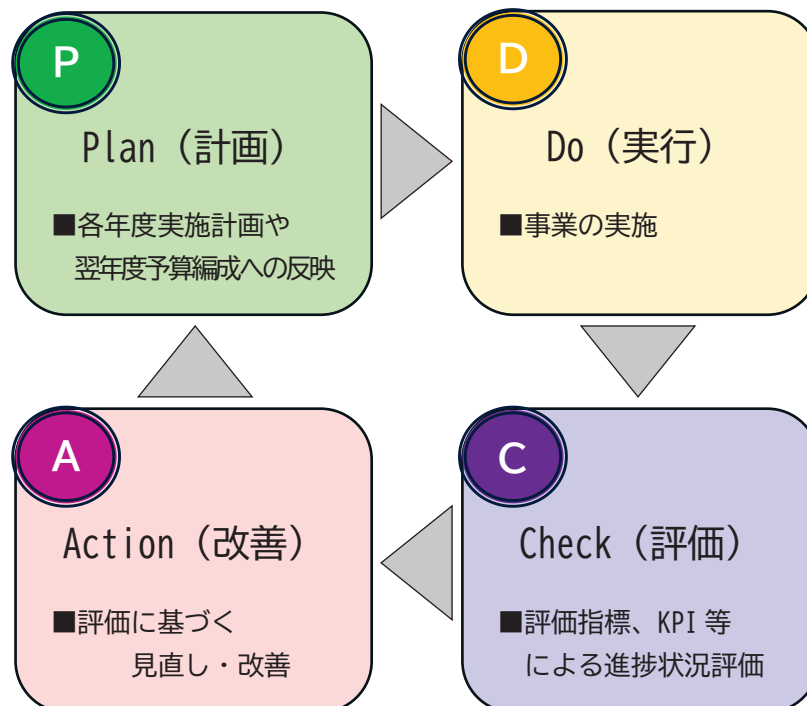 P
Plan（計画）
■各年度実施計画や
翌年度予算編成への反映
D
Do（実行）
■事業の実施
A
Action（改善）
■評価に基づく
見直し・改善
C
Check（評価）
■評価指標、KPI 等
による進捗状況評価